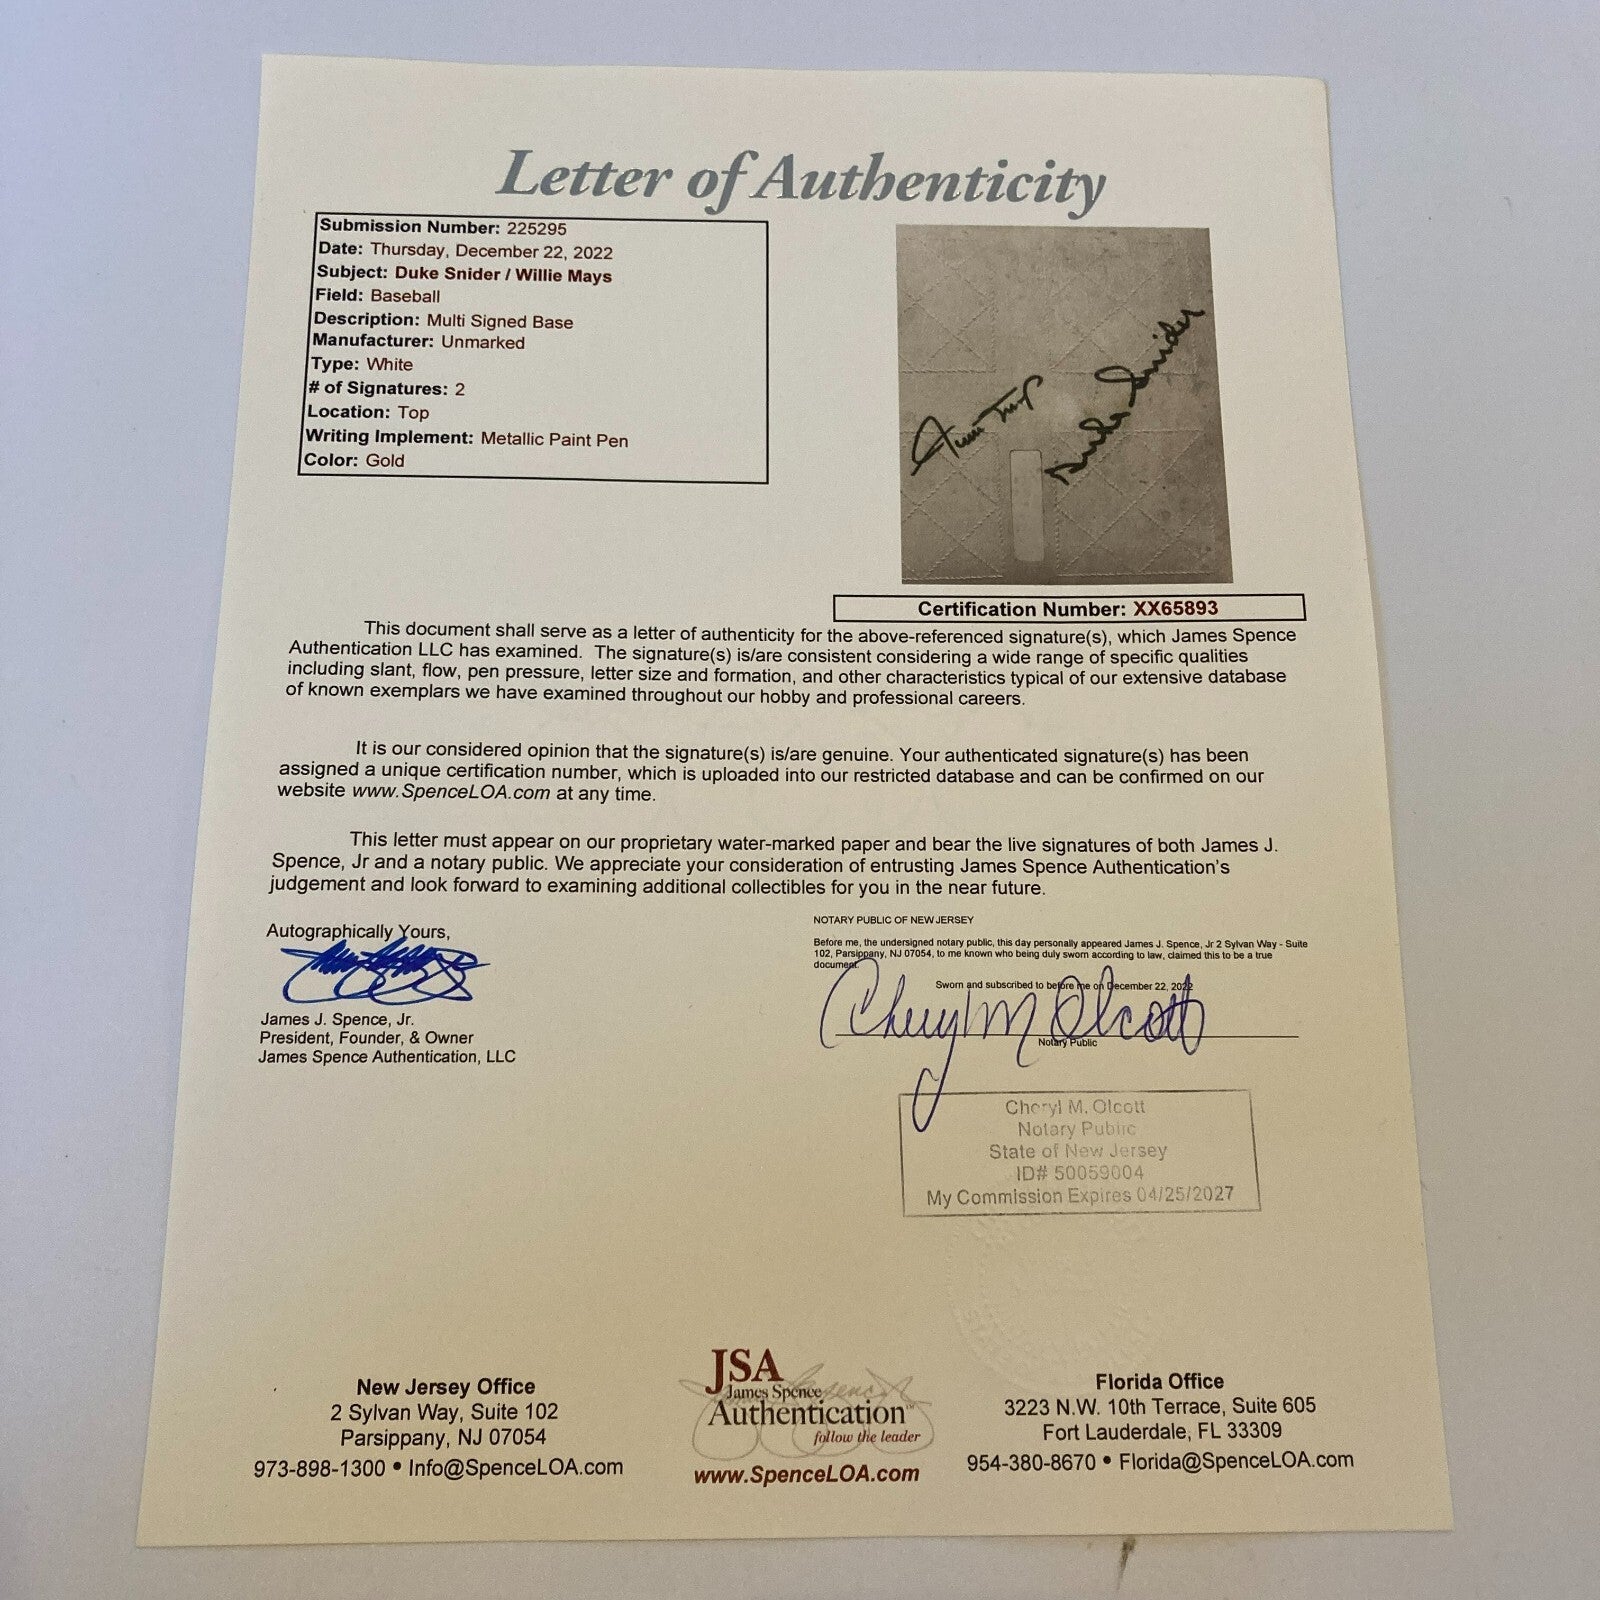 Letter of Authenticity
Submission Number: 225295
Date: Thursday, December 22, 2022
Subject: Duke Snider / Willie Mays
Field: Baseball
Description: Multi Signed Base
Manufacturer: Unmarked
Type: White
# of Signatures: 2
Location: Top
Writing Implement: Metallic Paint Pen
Color: Gold
Duke Snider
Certification Number: XX65893
This document shall serve as a letter of authenticity for the above-referenced signature(s), which James Spence
Authentication LLC has examined. The signature(s) is/are consistent considering a wide range of specific qualities
including slant, flow, pen pressure, letter size and formation, and other characteristics typical of our extensive database
of known exemplars we have examined throughout our hobby and professional careers.
It is our considered opinion that the signature(s) is/are genuine. Your authenticated signature(s) has been
assigned a unique certification number, which is uploaded into our restricted database and can be confirmed on our
website www.SpenceLOA.com at any time.
This letter must appear on our proprietary water-marked paper and bear the live signatures of both James J.
Spence, Jr and a notary public. We appreciate your consideration of entrusting James Spence Authentication's
judgement and look forward to examining additional collectibles for you in the near future.
Autographically Yours,
James J. Spence, Jr.
President, Founder, & Owner
James Spence Authentication, LLC
NOTARY PUBLIC OF NEW JERSEY
Before me, the undersigned notary public, this day personally appeared James J. Spence, Jr 2 Sylvan Way - Suite
102, Parsippany, NJ 07054, to me known who being duly sworn according to law, claimed this to be a true
document.
Sworn and subscribed to before me on December 22, 2022
Cheryl M Olcott
Notary Public
Cheryl M. Olcott
Notary Public
State of New Jersey
ID# 50059004
My Commission Expires 04/25/2027
New Jersey Office
2 Sylvan Way, Suite 102
Parsippany, NJ 07054
973-898-1300 • Info@SpenceLOA.com
JSA
James Spence
Authentication™
follow the leader
www.SpenceLOA.com
Florida Office
3223 N.W. 10th Terrace, Suite 605
Fort Lauderdale, FL 33309
954-380-8670 • Florida@SpenceLOA.com